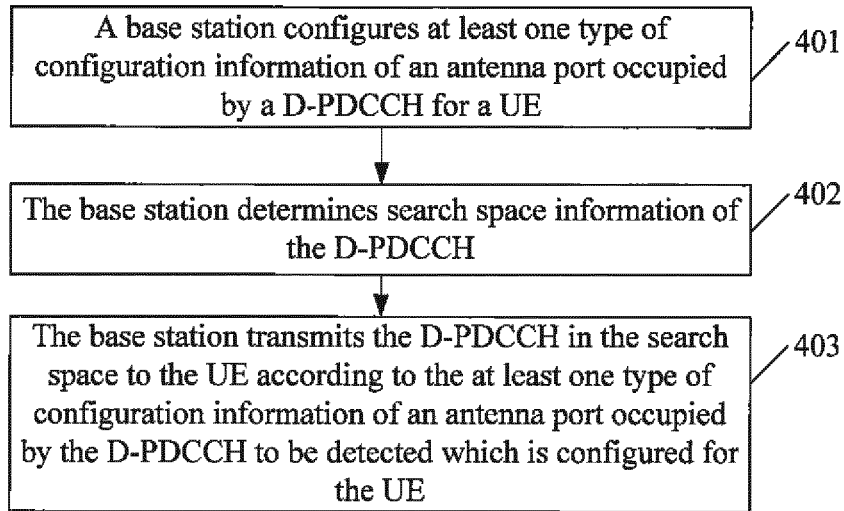 A base station configures at least one type of
configuration information of an antenna port occupied
by a D-PDCCH for a UE
401
The base station determines search space information of
the D-PDCCH
402
The base station transmits the D-PDCCH in the search
space to the UE according to the at least one type of
configuration information of an antenna port occupied
by the D-PDCCH to be detected which is configured for
the UE
403